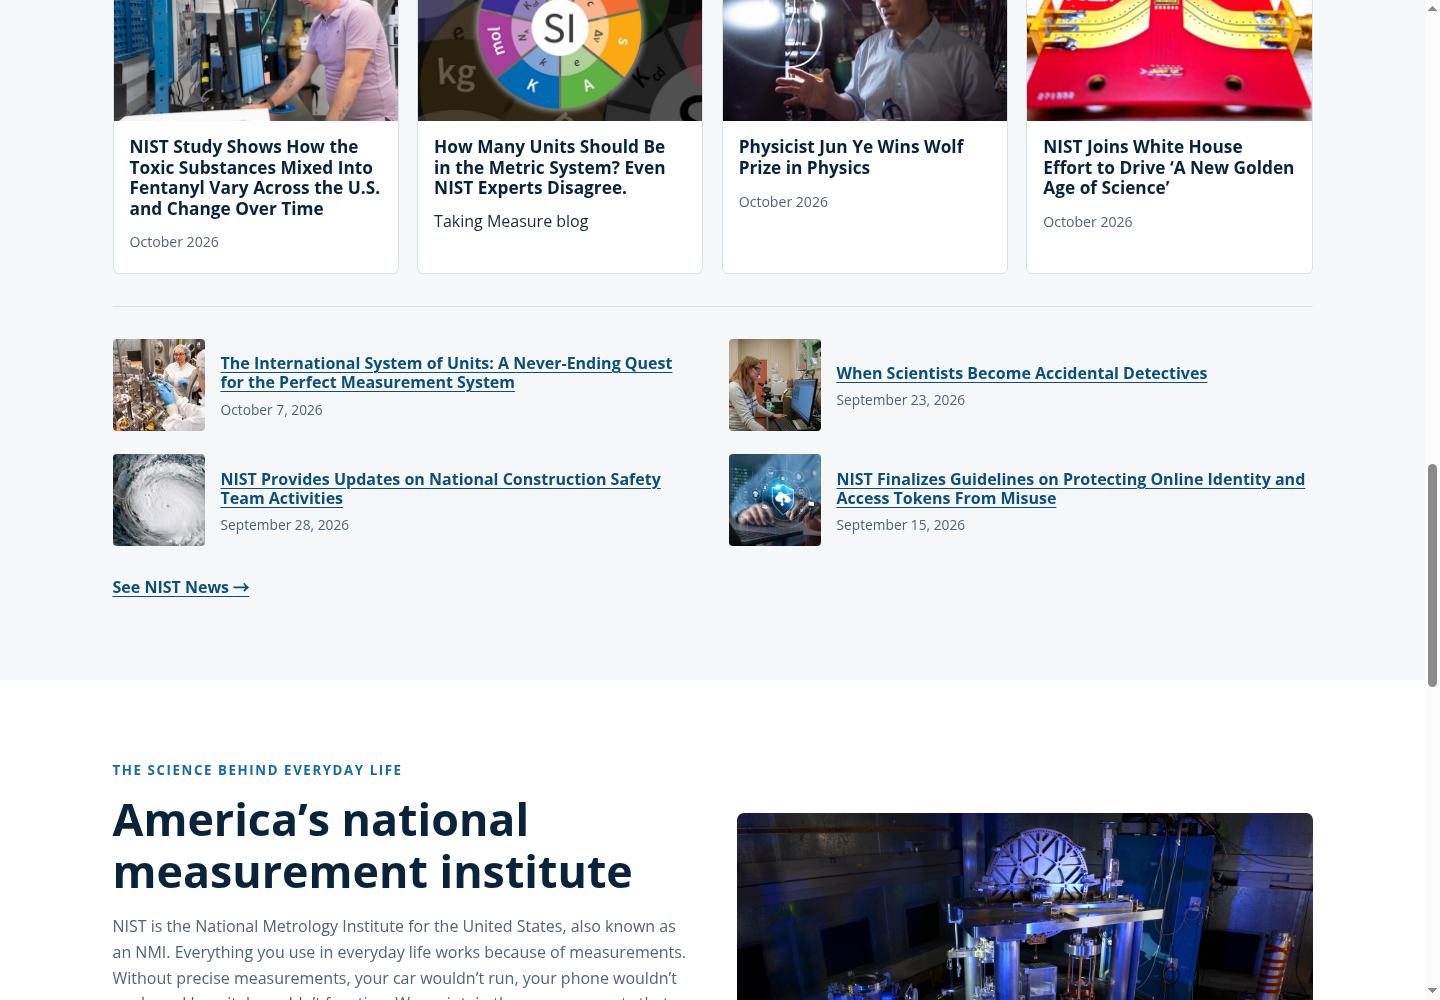 mol
kg
e
SI
K
A
s
cd
NIST Study Shows How the
Toxic Substances Mixed Into
Fentanyl Vary Across the U.S.
and Change Over Time
October 2026
How Many Units Should Be
in the Metric System? Even
NIST Experts Disagree.
Taking Measure blog
Physicist Jun Ye Wins Wolf
Prize in Physics
October 2026
NIST Joins White House
Effort to Drive ‘A New Golden
Age of Science’
October 2026
The International System of Units: A Never-Ending Quest
for the Perfect Measurement System
October 7, 2026
When Scientists Become Accidental Detectives
September 23, 2026
NIST Provides Updates on National Construction Safety
Team Activities
September 28, 2026
NIST Finalizes Guidelines on Protecting Online Identity and
Access Tokens From Misuse
September 15, 2026
See NIST News →
THE SCIENCE BEHIND EVERYDAY LIFE
America’s national
measurement institute
NIST is the National Metrology Institute for the United States, also known as
an NMI. Everything you use in everyday life works because of measurements.
Without precise measurements, your car wouldn’t run, your phone wouldn’t